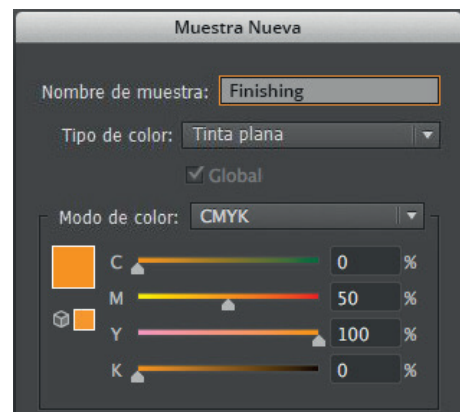 Muestra Nueva
Nombre de muestra: Finishing
Tipo de color: Tinta plana
Global
Modo de color: CMYK
C 0 %
M 50 %
Y 100 %
K 0 %